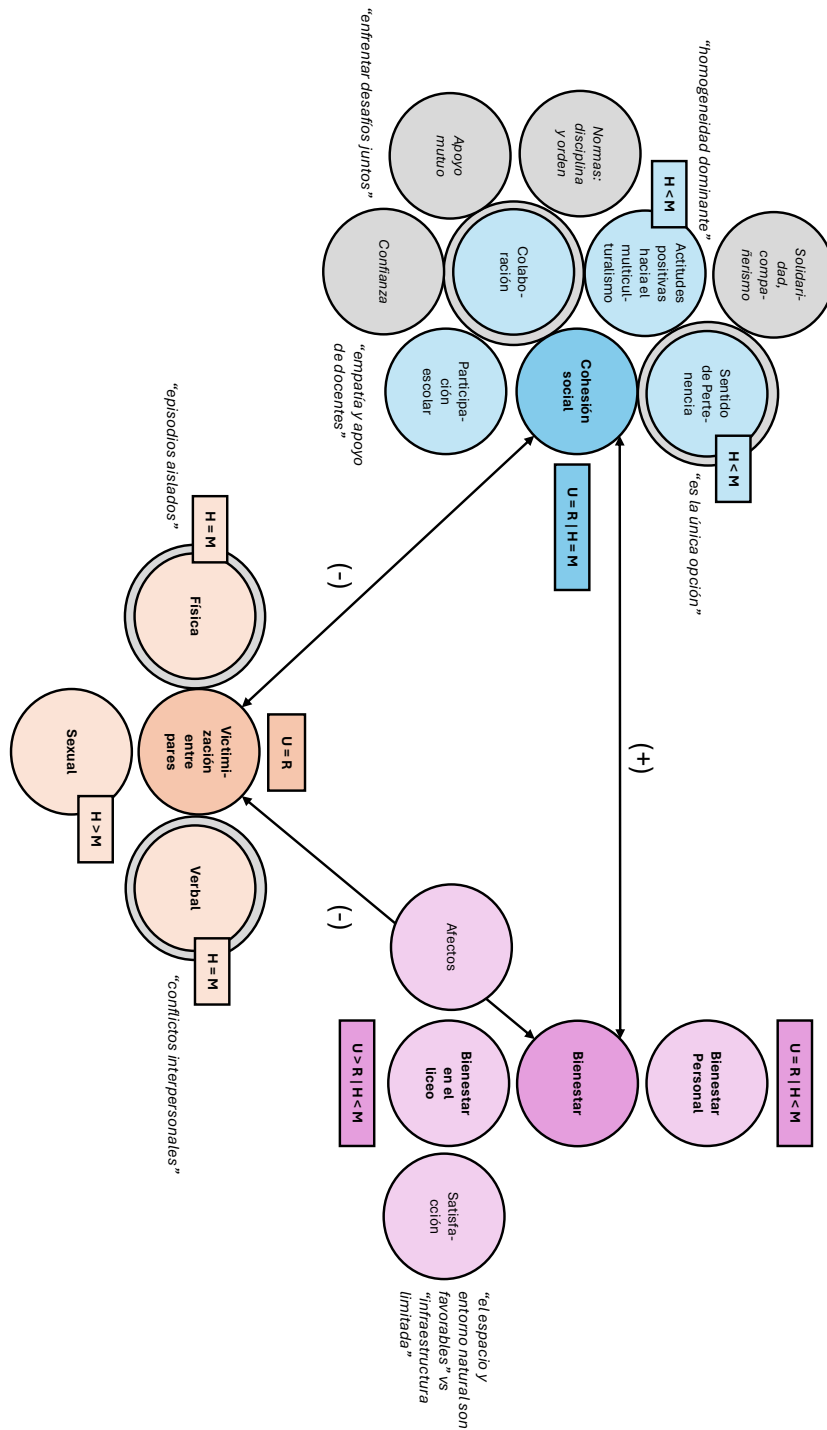 Solidari-
dad,
compa-
ñerismo
"homogeneidad dominante"
Normas:
disciplina
y orden
Apoyo
mutuo
"enfrentar desafíos juntos"
H < M
Actitudes
positivas
hacia el
multicul-
turalismo
Colabo-
ración
Confianza
Sentido
de Perte-
nencia
H < M
"es la única opción"
Cohesión
social
U = R | H = M
Participa-
ción
escolar
"empatía y apoyo
de docentes"
(+)
(-)
(-)
"episodios aislados"
H = M
Física
Victimi-
zación
entre
pares
U = R
Sexual
H > M
Verbal
H = M
"conflictos interpersonales"
Afectos
U = R | H < M
Bienestar
Personal
Bienestar
Bienestar
en el
liceo
U > R | H < M
Satisfa-
cción
"el espacio y
entorno natural son
favorables" vs
"infraestructura
limitada"